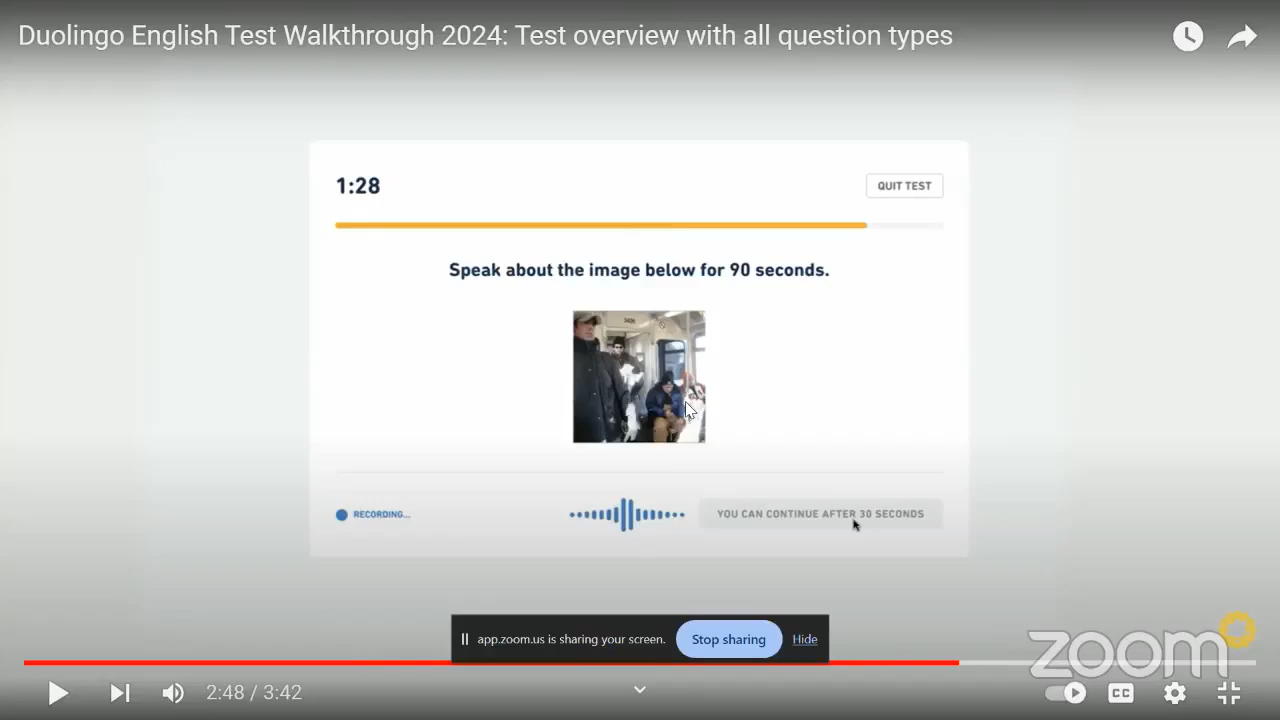 Duolingo English Test Walkthrough 2024: Test overview with all question types
1:28
QUIT TEST
Speak about the image below for 90 seconds.
RECORDING...
YOU CAN CONTINUE AFTER 30 SECONDS
app.zoom.us is sharing your screen.
Stop sharing
Hide
zoom
2:48 / 3:42
CC